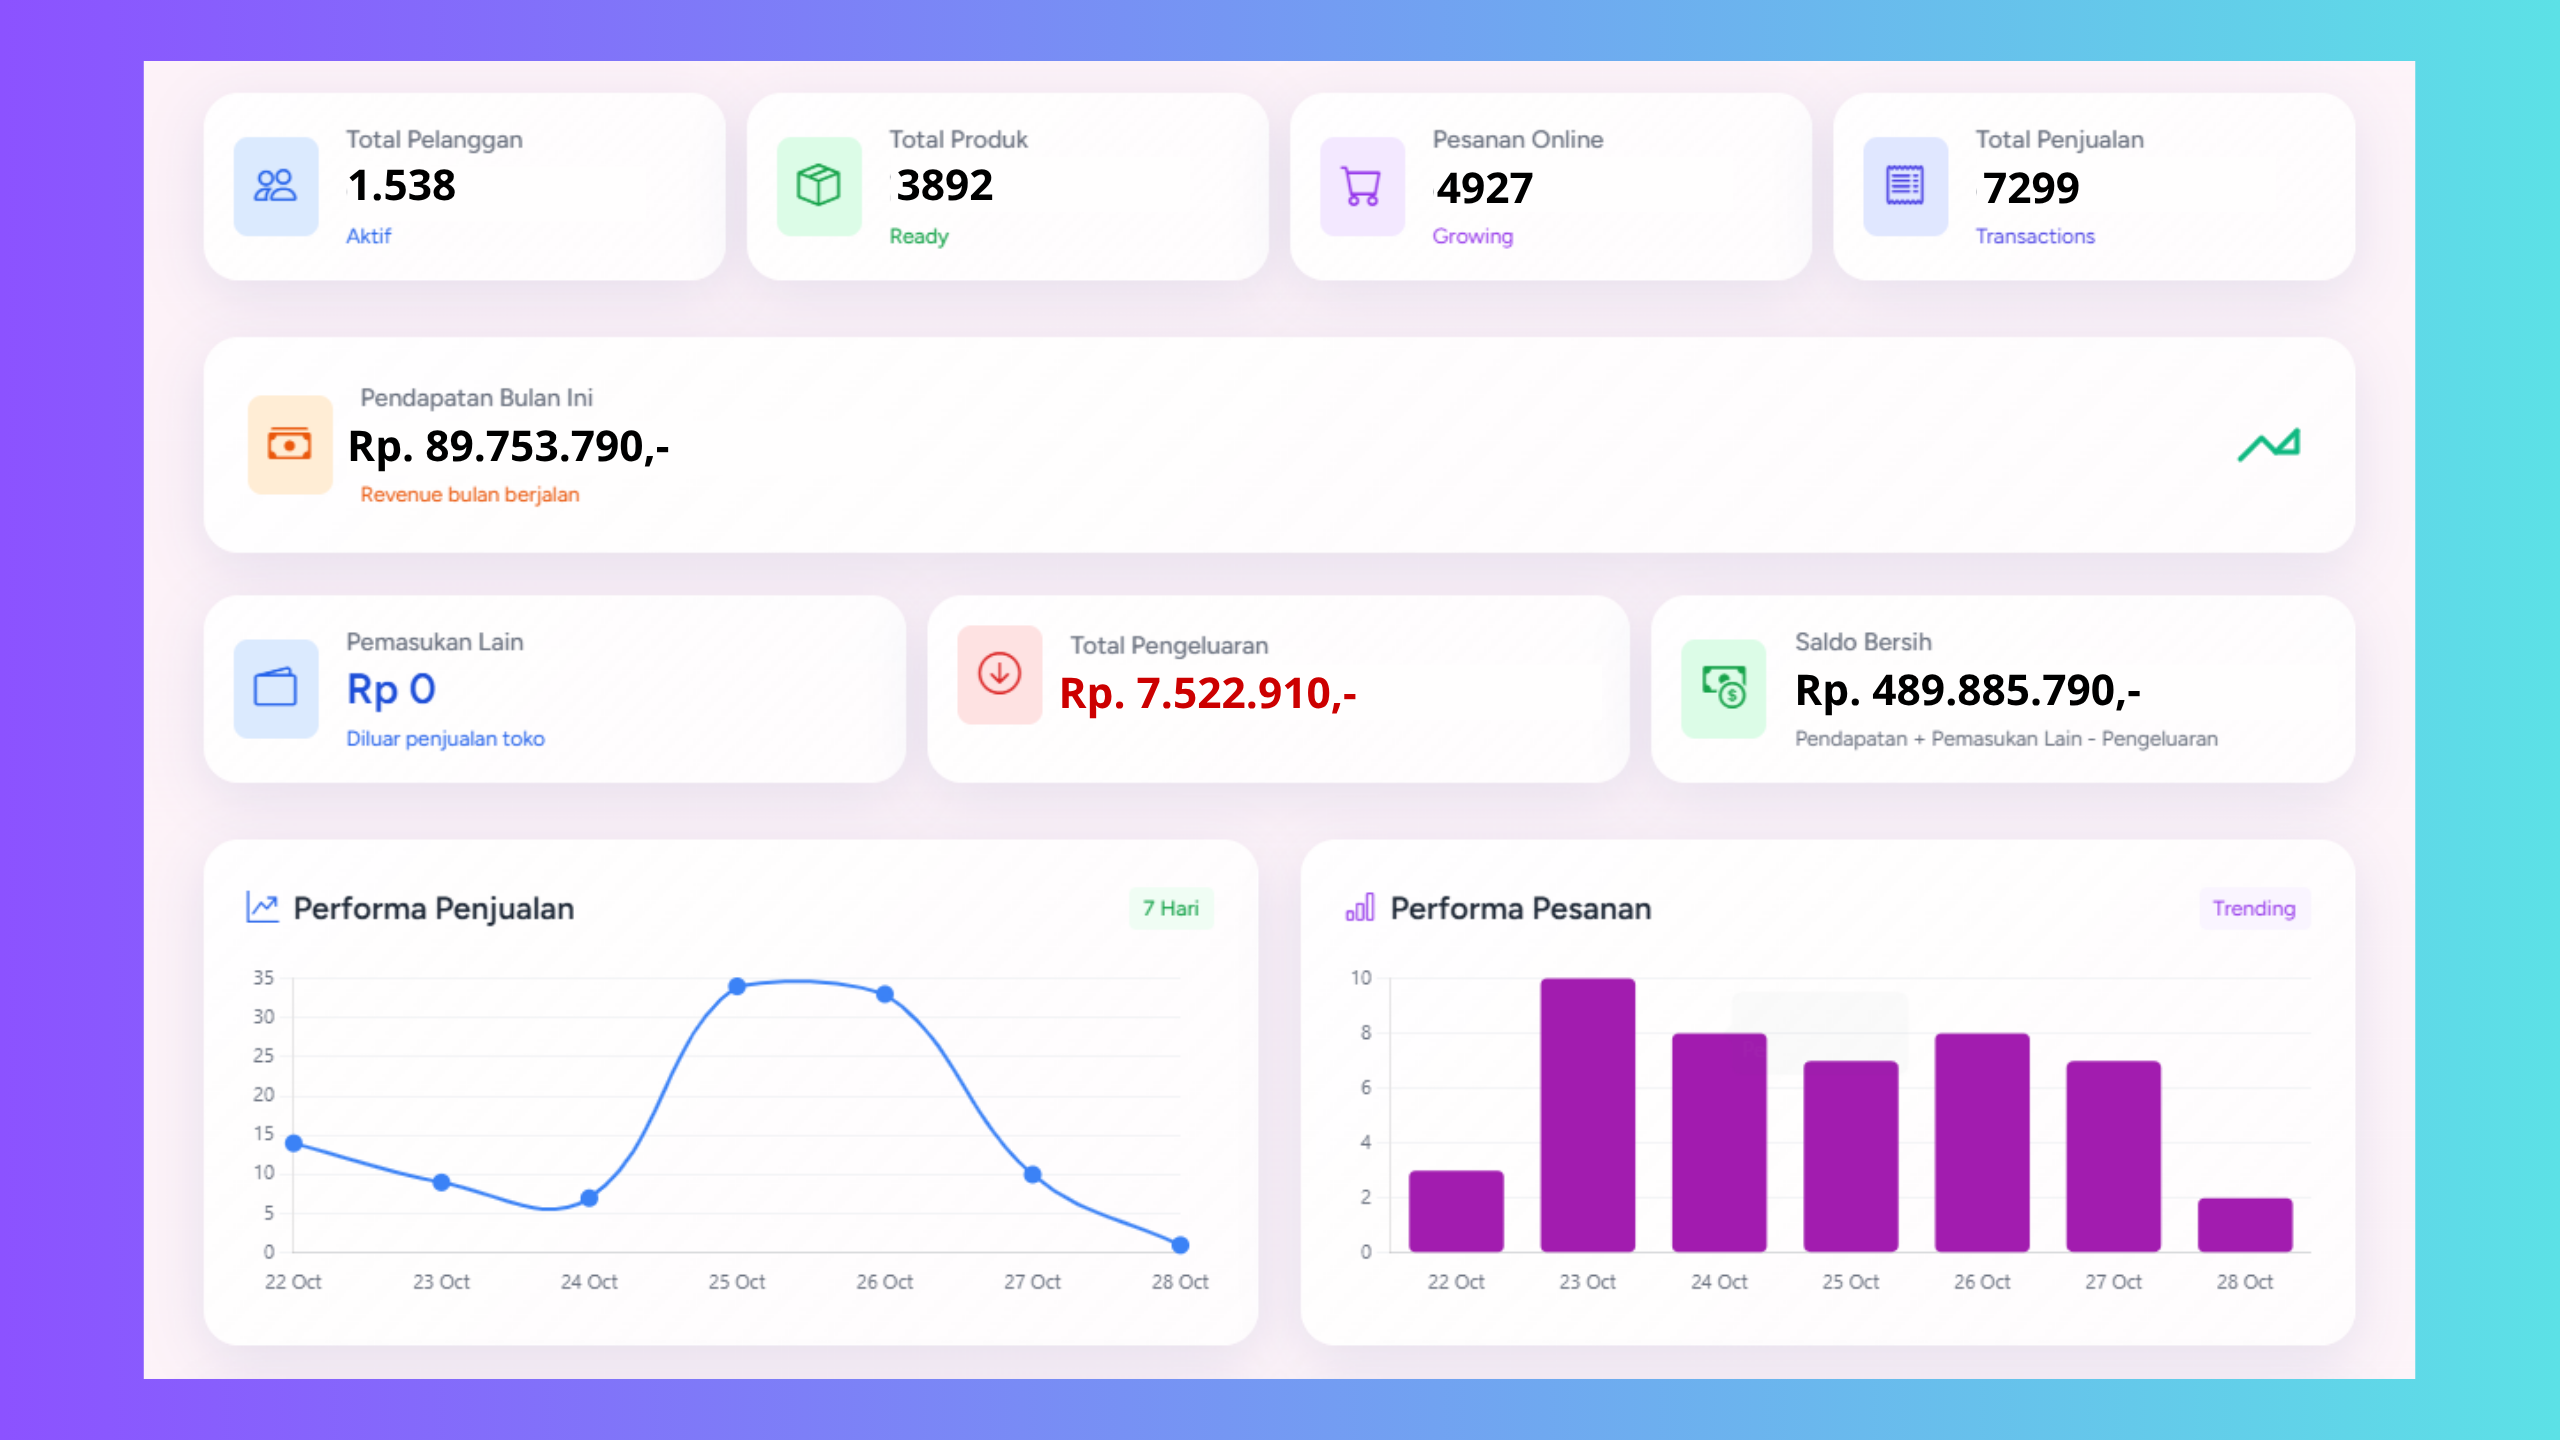 Total Pelanggan
1.538
Aktif
Total Produk
3892
Ready
Pesanan Online
4927
Growing
Total Penjualan
7299
Transactions
Pendapatan Bulan Ini
Rp. 89.753.790,-
Revenue bulan berjalan
Pemasukan Lain
Rp 0
Diluar penjualan toko
Total Pengeluaran
Rp. 7.522.910,-
Saldo Bersih
Rp. 489.885.790,-
Pendapatan + Pemasukan Lain - Pengeluaran
Performa Penjualan
7 Hari
35
30
25
20
15
10
5
0
22 Oct 23 Oct 24 Oct 25 Oct 26 Oct 27 Oct 28 Oct
Performa Pesanan
Trending
10
8
6
4
2
0
22 Oct 23 Oct 24 Oct 25 Oct 26 Oct 27 Oct 28 Oct